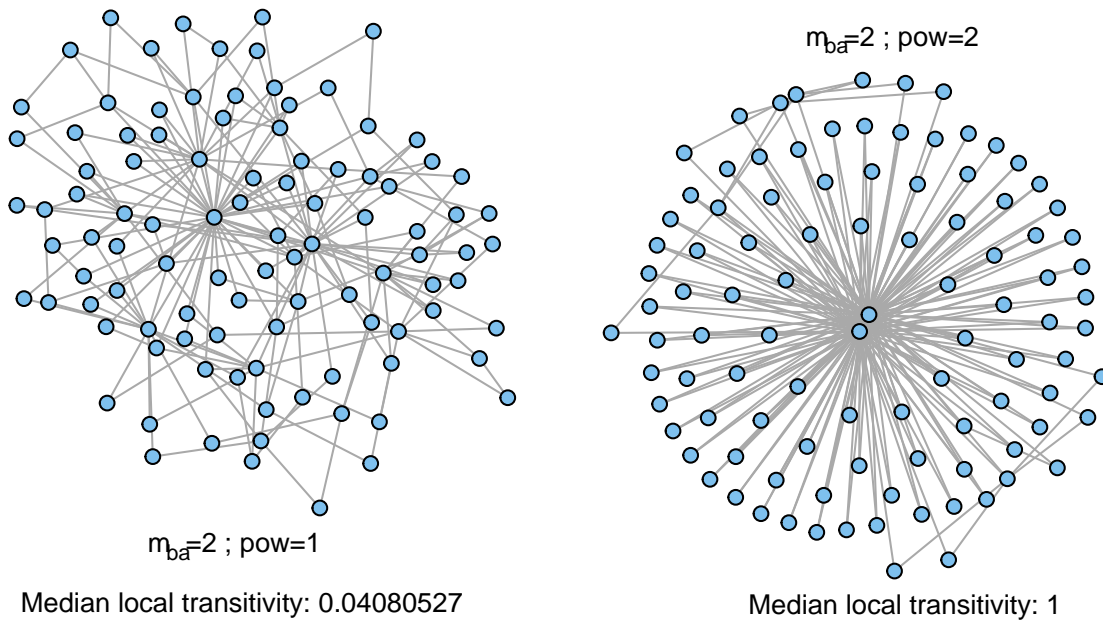 m_ba=2 ; pow=2
m_ba=2 ; pow=1
Median local transitivity: 0.04080527
Median local transitivity: 1